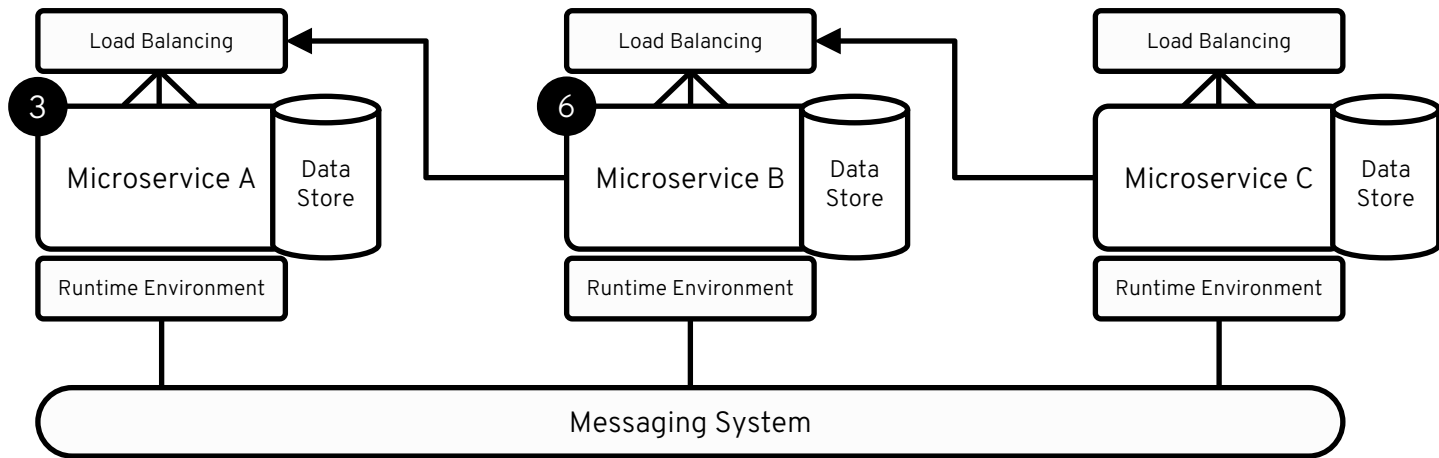 Load Balancing
Load Balancing
Load Balancing
3
6
Microservice A
Data
Store
Microservice B
Data
Store
Microservice C
Data
Store
Runtime Environment
Runtime Environment
Runtime Environment
Messaging System